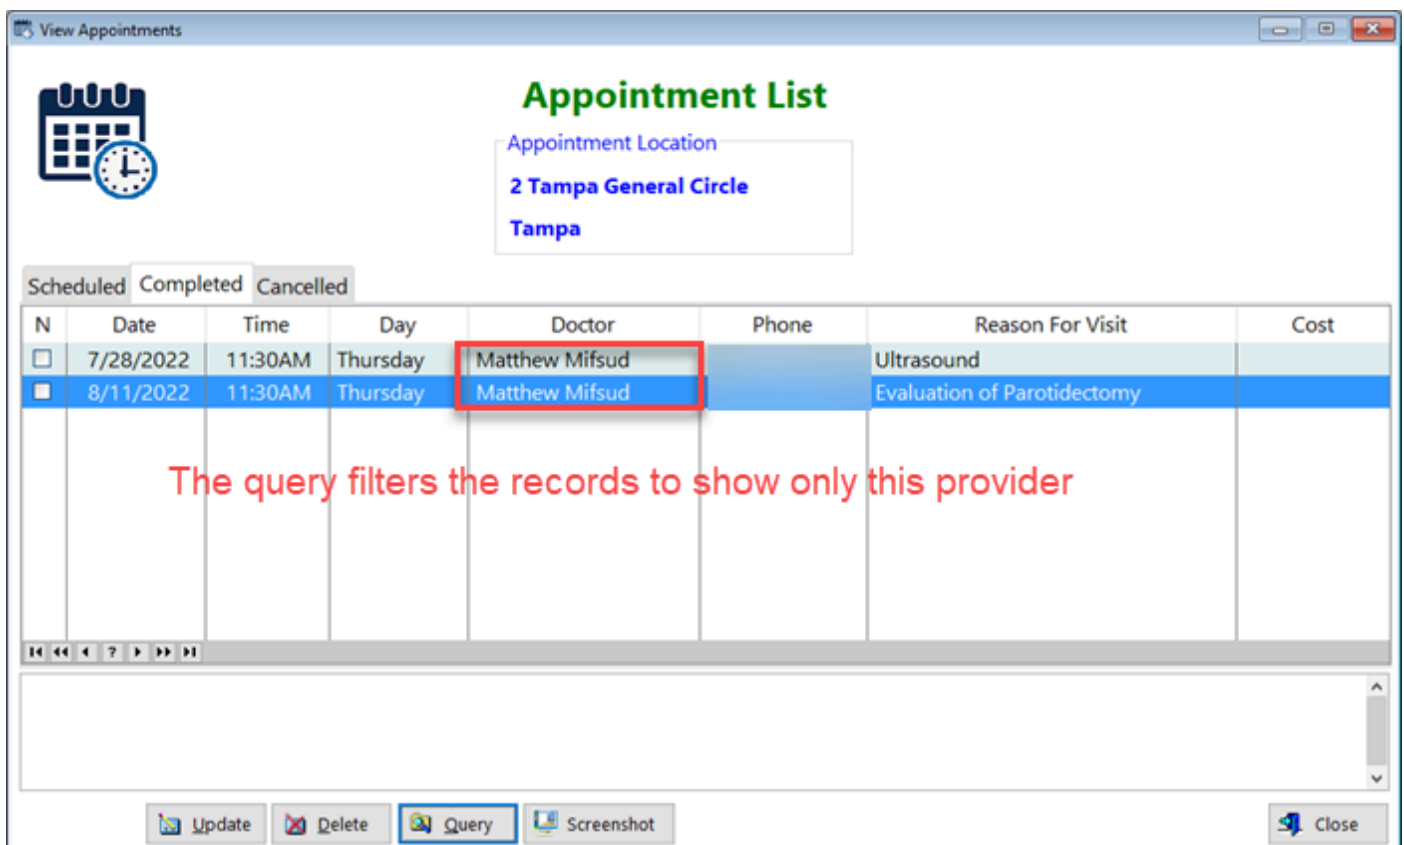 View Appointments
Appointment List
Appointment Location
2 Tampa General Circle
Tampa
Scheduled Completed Cancelled
N Date Time Day Doctor Phone Reason For Visit Cost
7/28/2022 11:30AM Thursday Matthew Mifsud Ultrasound
8/11/2022 11:30AM Thursday Matthew Mifsud Evaluation of Parotidectomy
The query filters the records to show only this provider
?
Update Delete Query Screenshot Close